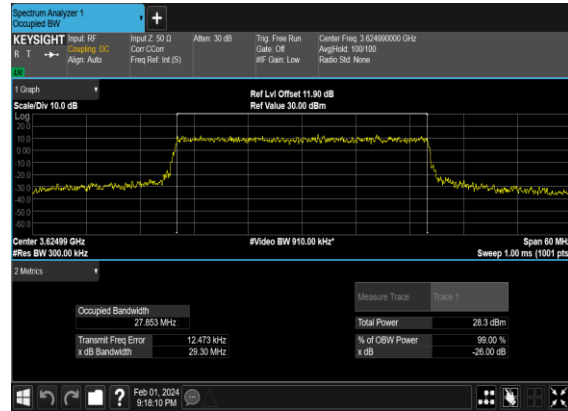 Spectrum Analyzer 1
Occupied BW
+
KEYSIGHT Input: RF Input Z: 50 Ω Atten: 30 dB Trig: Free Run Center Freq: 3.624990000 GHz
R T Coupling: DC Corr CCorr Gate: Off Avg|Hold: 100/100
Align: Auto Freq Ref: Int (S) #IF Gain: Low Radio Std: None
LW
1 Graph
Ref Lvl Offset 11.90 dB
Scale/Div 10.0 dB Ref Value 30.00 dBm
Log
20.0
10.0
0.00
-10.0
-20.0
-30.0
-40.0
-50.0
-60.0
Center 3.62499 GHz #Video BW 910.00 kHz* Span 60 MHz
#Res BW 300.00 kHz Sweep 1.00 ms (1001 pts
2 Metrics
Measure Trace Trace 1
Occupied Bandwidth
27.853 MHz Total Power 28.3 dBm
Transmit Freq Error 12.473 kHz % of OBW Power 99.00 %
x dB Bandwidth 29.30 MHz x dB -26.00 dB
? Feb 01, 2024
9:18:10 PM